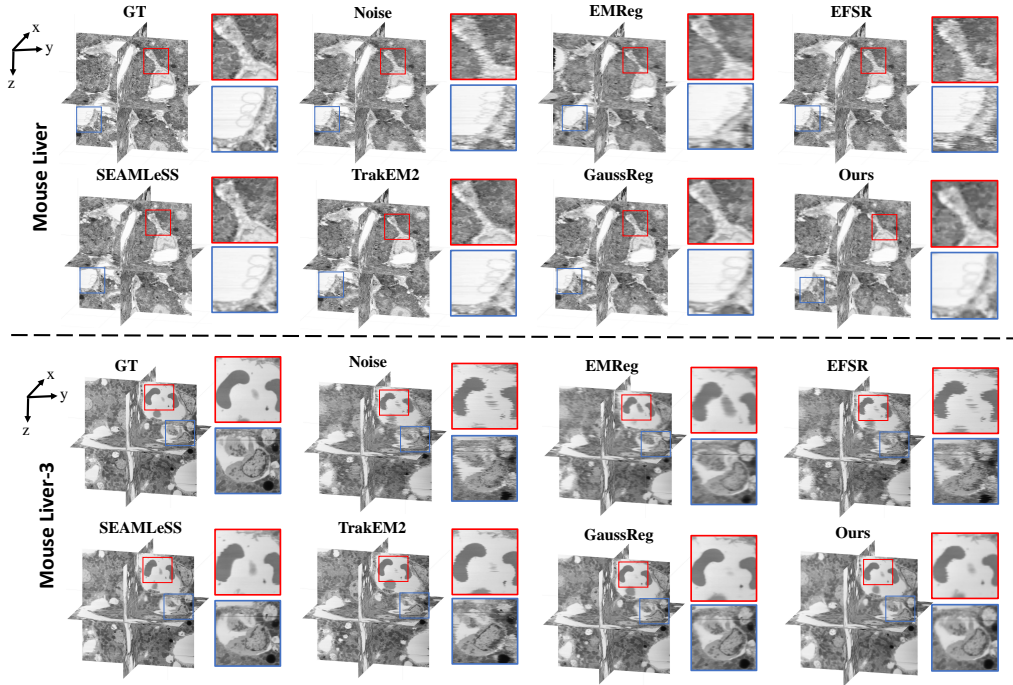 GT Noise EMReg EFSR
x
y
z
Mouse Liver
SEAMLeSS TrakEM2 GaussReg Ours
GT Noise EMReg EFSR
x
y
z
Mouse Liver-3
SEAMLeSS TrakEM2 GaussReg Ours